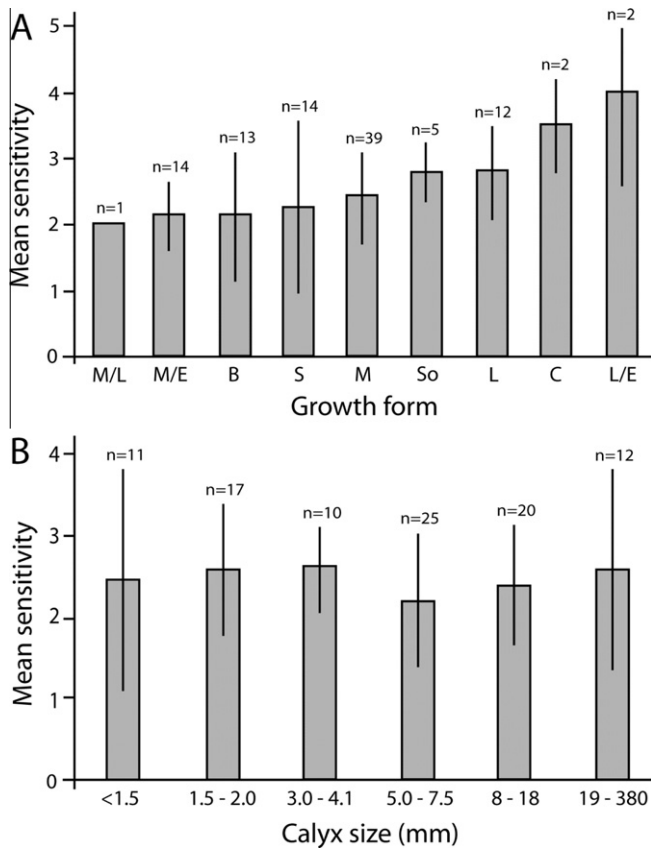 A
5
4
3
2
1
0
Mean sensitivity
n=1
n=14
n=13
n=14
n=39
n=5
n=12
n=2
n=2
M/L M/E B S M So L C L/E
Growth form
B
4
3
2
1
0
Mean sensitivity
n=11
n=17
n=10
n=25
n=20
n=12
<1.5 1.5 - 2.0 3.0 - 4.1 5.0 - 7.5 8 - 18 19 - 380
Calyx size (mm)